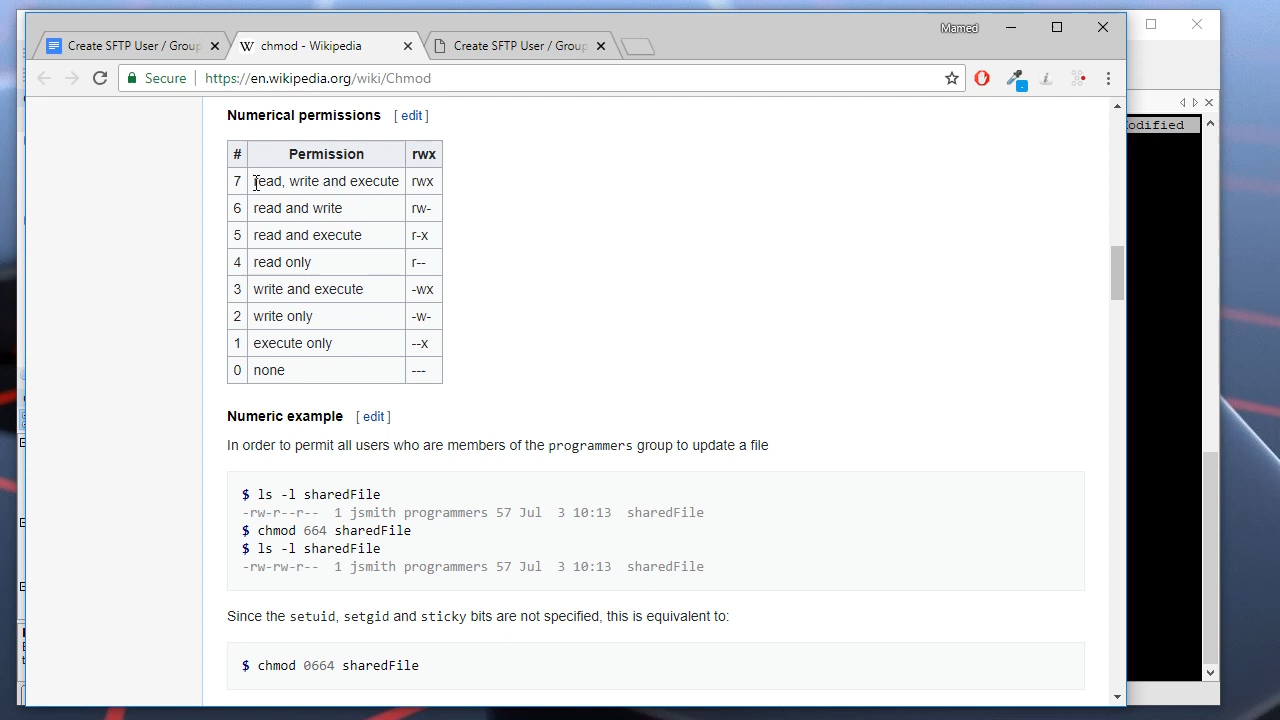 Mamed
Create SFTP User / Group
chmod - Wikipedia
Create SFTP User / Group
Secure https://en.wikipedia.org/wiki/Chmod
Modified
Numerical permissions [ edit ]
# Permission rwx
7 read, write and execute rwx
6 read and write rw-
5 read and execute r-x
4 read only r--
3 write and execute -wx
2 write only -w-
1 execute only --x
0 none ---
Numeric example [ edit ]
In order to permit all users who are members of the programmers group to update a file
$ ls -l sharedFile
-rw-r--r-- 1 jsmith programmers 57 Jul 3 10:13 sharedFile
$ chmod 664 sharedFile
$ ls -l sharedFile
-rw-rw-r-- 1 jsmith programmers 57 Jul 3 10:13 sharedFile
Since the setuid, setgid and sticky bits are not specified, this is equivalent to:
$ chmod 0664 sharedFile